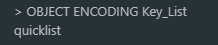 > OBJECT ENCODING Key_List
quicklist